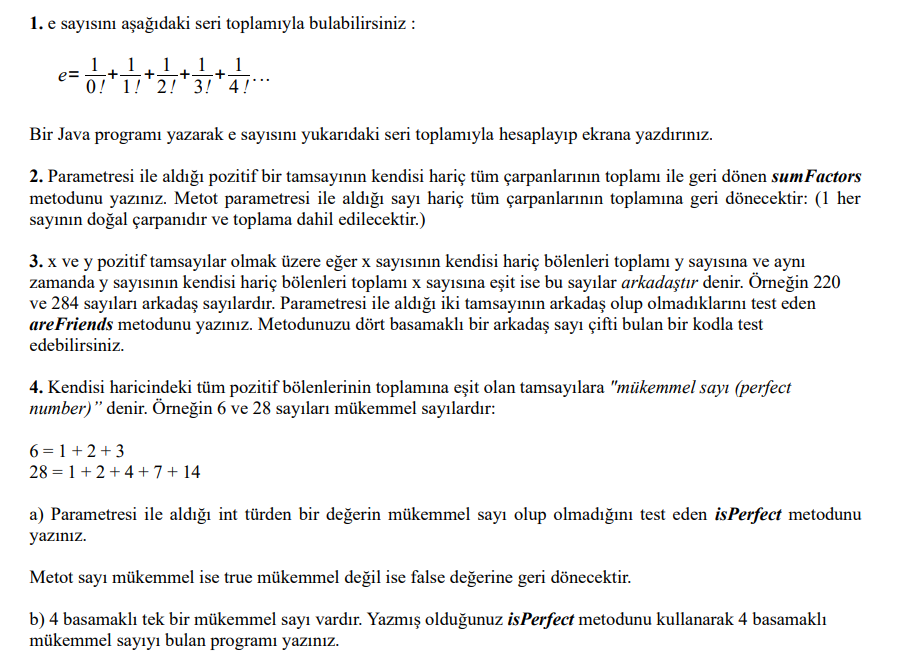 1. e sayısını aşağıdaki seri toplamıyla bulabilirsiniz :
e= 1/0! + 1/1! + 1/2! + 1/3! + 1/4! ...
Bir Java programı yazarak e sayısını yukarıdaki seri toplamıyla hesaplayıp ekrana yazdırınız.
2. Parametresi ile aldığı pozitif bir tamsayının kendisi hariç tüm çarpanlarının toplamı ile geri dönen sumFactors
metodunu yazınız. Metot parametresi ile aldığı sayı hariç tüm çarpanlarının toplamına geri dönecektir: (1 her
sayının doğal çarpanıdır ve toplama dahil edilecektir.)
3. x ve y pozitif tamsayılar olmak üzere eğer x sayısının kendisi hariç bölenleri toplamı y sayısına ve aynı
zamanda y sayısının kendisi hariç bölenleri toplamı x sayısına eşit ise bu sayılar arkadaştır denir. Örneğin 220
ve 284 sayıları arkadaş sayılardır. Parametresi ile aldığı iki tamsayının arkadaş olup olmadıklarını test eden
areFriends metodunu yazınız. Metodunuzu dört basamaklı bir arkadaş sayı çifti bulan bir kodla test
edebilirsiniz.
4. Kendisi haricindeki tüm pozitif bölenlerinin toplamına eşit olan tamsayılara "mükemmel sayı (perfect
number)” denir. Örneğin 6 ve 28 sayıları mükemmel sayılardır:
6 = 1 + 2 + 3
28 = 1 + 2 + 4 + 7 + 14
a) Parametresi ile aldığı int türden bir değerin mükemmel sayı olup olmadığını test eden isPerfect metodunu
yazınız.
Metot sayı mükemmel ise true mükemmel değil ise false değerine geri dönecektir.
b) 4 basamaklı tek bir mükemmel sayı vardır. Yazmış olduğunuz isPerfect metodunu kullanarak 4 basamaklı
mükemmel sayıyı bulan programı yazınız.